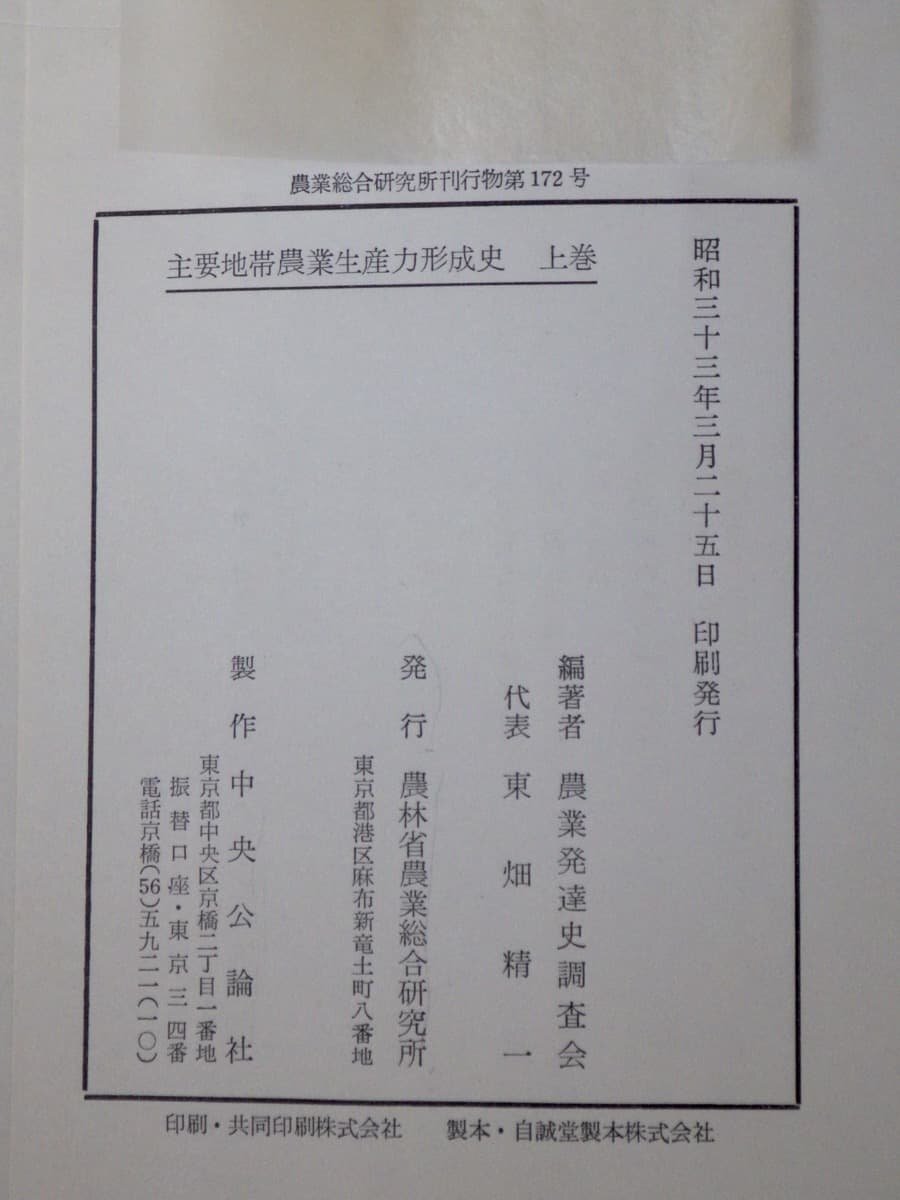 農業総合研究所刊行物第172号
主要地帯農業生産力形成史　上巻
昭和三十三年三月二十五日　印刷発行
編著者　農業発達史調査会
代表　東畑精一
発行　農林省農業総合研究所
東京都港区麻布新竜土町八番地
製作　中央公論社
東京都中央区京橋二丁目一番地
振替口座・東京三四番
電話京橋(56)五九二一(一〇)
印刷・共同印刷株式会社　製本・自誠堂製本株式会社